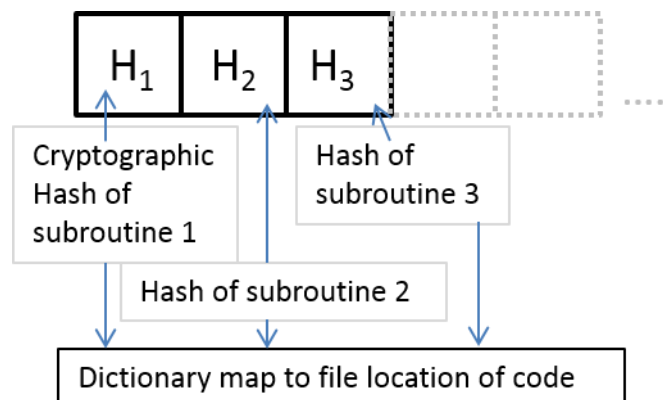 H₁ H₂ H₃
Cryptographic
Hash of
subroutine 1
Hash of
subroutine 3
Hash of subroutine 2
Dictionary map to file location of code